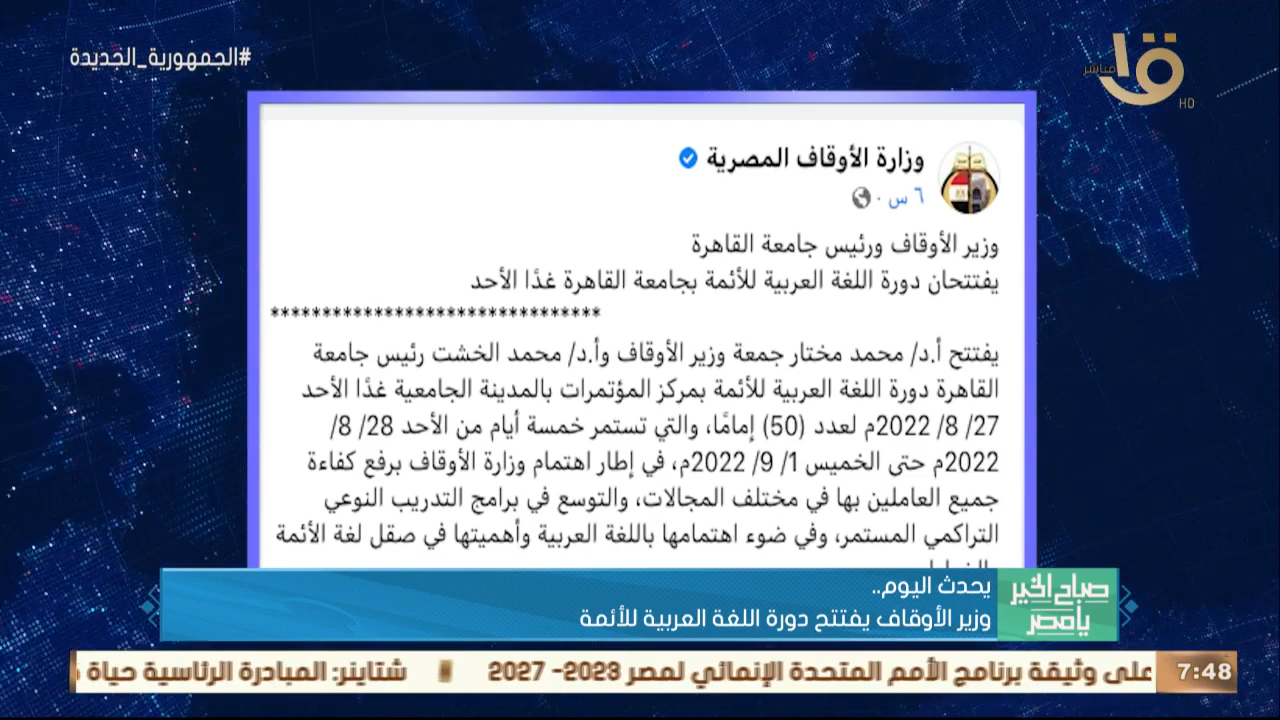 #الجمهورية_الجديدة
مباشر
HD
وزارة الأوقاف المصرية
٦ س ·
وزير الأوقاف ورئيس جامعة القاهرة
يفتتحان دورة اللغة العربية للأئمة بجامعة القاهرة غدًا الأحد
********************************
يفتتح أ.د/ محمد مختار جمعة وزير الأوقاف وأ.د/ محمد الخشت رئيس جامعة
القاهرة دورة اللغة العربية للأئمة بمركز المؤتمرات بالمدينة الجامعية غدًا الأحد
27/ 8/ 2022م لعدد (50) إمامًا، والتي تستمر خمسة أيام من الأحد 28/ 8/
2022م حتى الخميس 1/ 9/ 2022م، في إطار اهتمام وزارة الأوقاف برفع كفاءة
جميع العاملين بها في مختلف المجالات، والتوسع في برامج التدريب النوعي
التراكمي المستمر، وفي ضوء اهتمامها باللغة العربية وأهميتها في صقل لغة الأئمة
صباح الخير
يا مصر
يحدث اليوم..
وزير الأوقاف يفتتح دورة اللغة العربية للأئمة
7:48
على وثيقة برنامج الأمم المتحدة الإنمائي لمصر 2023- 2027
شتاينر: المبادرة الرئاسية حياة